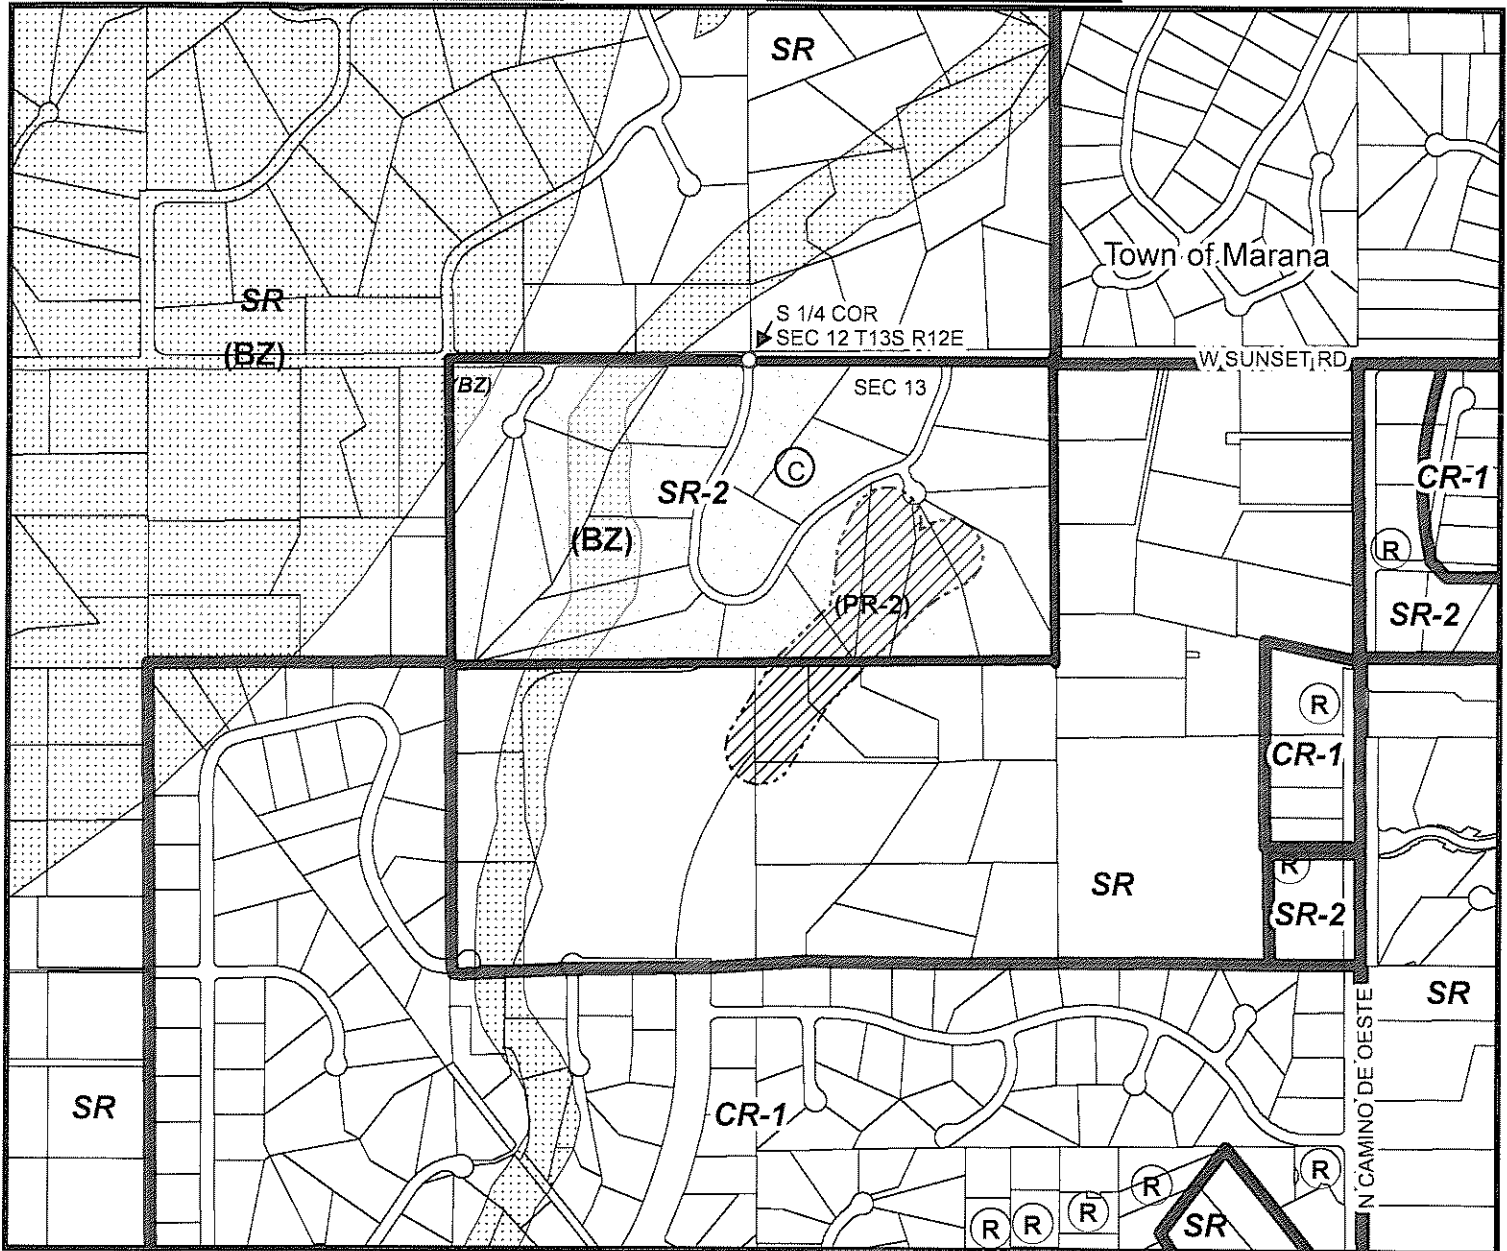 SR
Town of Marana
SR
(BZ)
S 1/4 COR
SEC 12 T13S R12E
W SUNSET RD
(BZ)
SEC 13
C
SR-2
CR-1
(BZ)
R
(PR-2)
SR-2
R
CR-1
R
SR
SR-2
SR
N CAMINO DE OESTE
SR
CR-1
R
R
R
R
R
SR